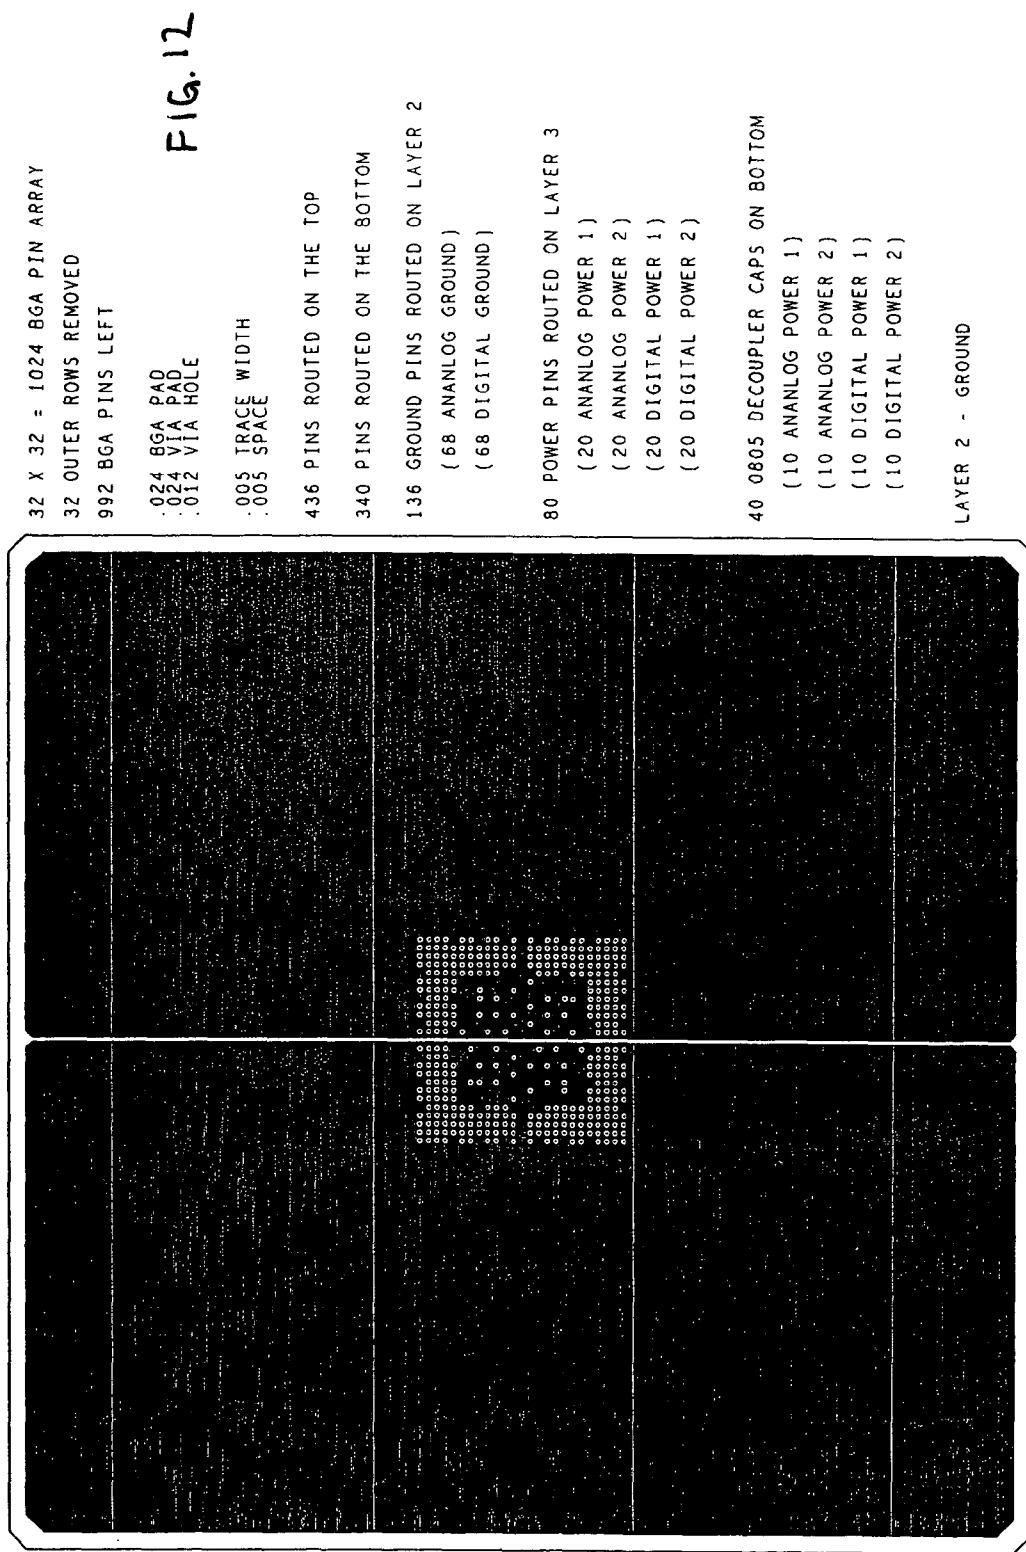 FIG. 12
32 X 32 = 1024 BGA PIN ARRAY
32 OUTER ROWS REMOVED
992 BGA PINS LEFT
.024 BGA PAD
.024 VIA PAD
.012 VIA HOLE
.005 TRACE WIDTH
.005 SPACE
436 PINS ROUTED ON THE TOP
340 PINS ROUTED ON THE BOTTOM
136 GROUND PINS ROUTED ON LAYER 2
(68 ANANLOG GROUND)
(68 DIGITAL GROUND)
80 POWER PINS ROUTED ON LAYER 3
(20 ANANLOG POWER 1)
(20 ANANLOG POWER 2)
(20 DIGITAL POWER 1)
(20 DIGITAL POWER 2)
40 0805 DECOUPLER CAPS ON BOTTOM
(10 ANANLOG POWER 1)
(10 ANANLOG POWER 2)
(10 DIGITAL POWER 1)
(10 DIGITAL POWER 2)
LAYER 2 - GROUND